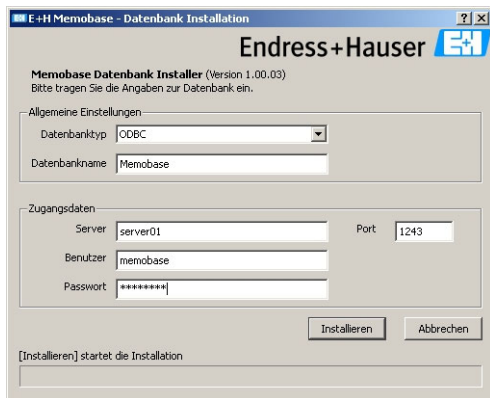 E+H Memobase - Datenbank Installation
Endress+Hauser EH
Memobase Datenbank Installer (Version 1.00.03)
Bitte tragen Sie die Angaben zur Datenbank ein.
Allgemeine Einstellungen
Datenbanktyp ODBC
Datenbankname Memobase
Zugangsdaten
Server server01 Port 1243
Benutzer memobase
Passwort ********
Installieren Abbrechen
[Installieren] startet die Installation